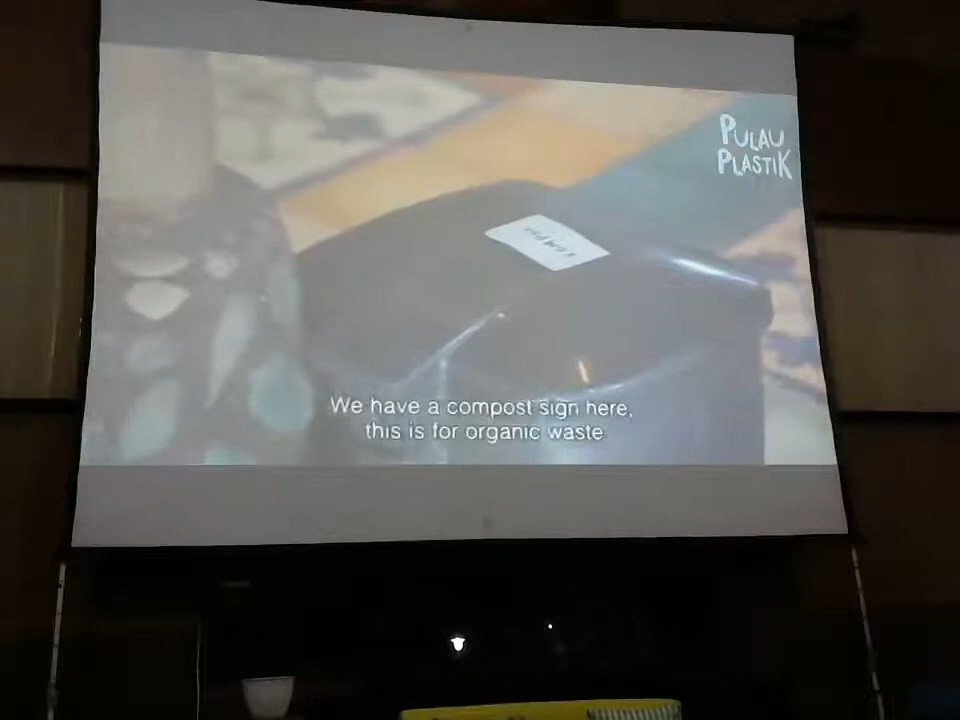 PULAU
PLASTIK
We have a compost sign here,
this is for organic waste